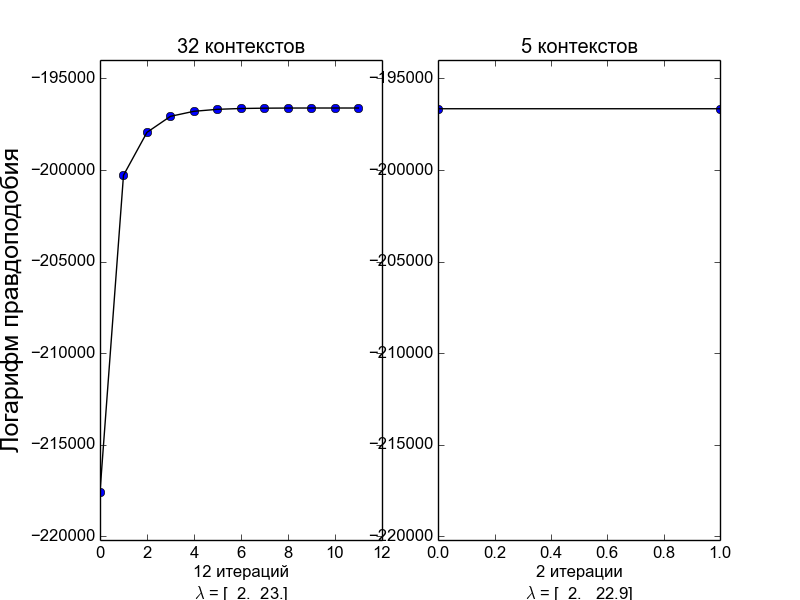 32 контекстов
5 контекстов
Логарифм правдоподобия
−195000
−200000
−205000
−210000
−215000
−220000
0 2 4 6 8 10 12
12 итераций
λ = [ 2. 23.]
−195000
−200000
−205000
−210000
−215000
−220000
0.0 0.2 0.4 0.6 0.8 1.0
2 итерации
λ = [ 2. 22.9]